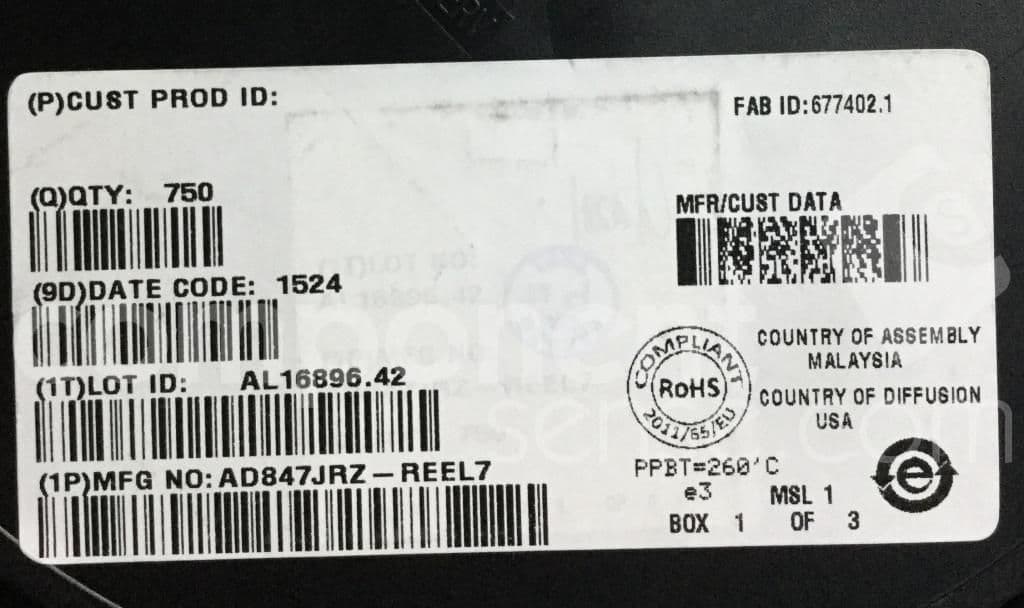 (P)CUST PROD ID:
FAB ID:677402.1
(Q)QTY: 750
MFR/CUST DATA
(9D)DATE CODE: 1524
(1T)LOT ID: AL16896.42
COMPLIANT
RoHS
2011/65/EU
COUNTRY OF ASSEMBLY
MALAYSIA
COUNTRY OF DIFFUSION
USA
(1P)MFG NO: AD847JRZ-REEL7
PPBT=260'C
e3 MSL 1
BOX 1 OF 3
e